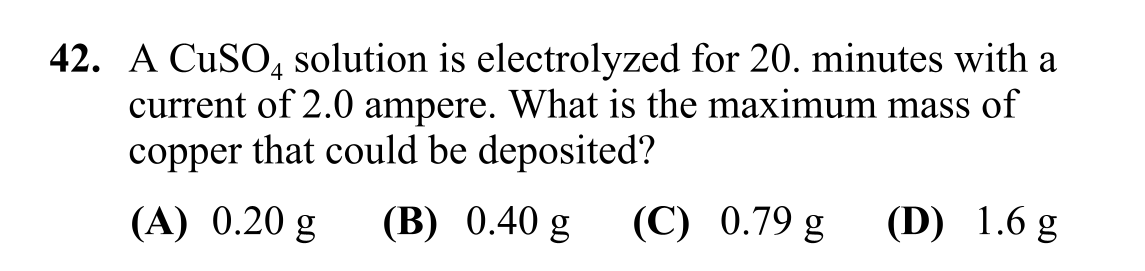 42. A CuSO₄ solution is electrolyzed for 20. minutes with a
current of 2.0 ampere. What is the maximum mass of
copper that could be deposited?
(A) 0.20 g (B) 0.40 g (C) 0.79 g (D) 1.6 g